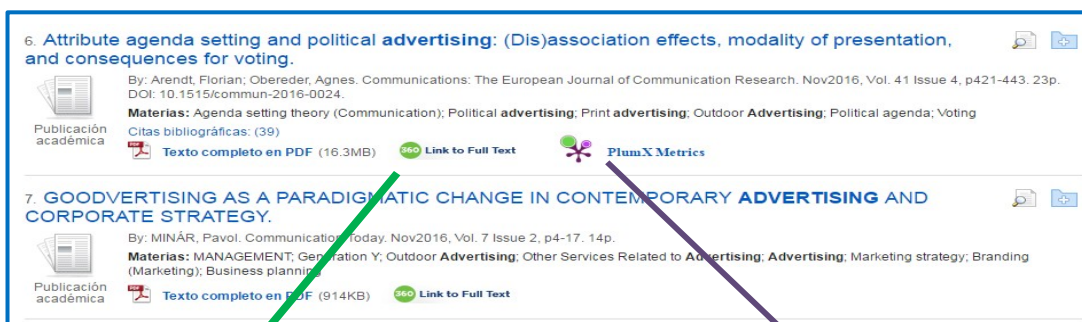 6. Attribute agenda setting and political advertising: (Dis)association effects, modality of presentation,
and consequences for voting.
By: Arendt, Florian; Obereder, Agnes. Communications: The European Journal of Communication Research. Nov2016, Vol. 41 Issue 4, p421-443. 23p.
DOI: 10.1515/commun-2016-0024.
Materias: Agenda setting theory (Communication); Political advertising; Print advertising; Outdoor Advertising; Political agenda; Voting
Publicación
académica
Citas bibliográficas: (39)
PDF Texto completo en PDF (16.3MB) 360 Link to Full Text PlumX Metrics
7. GOODVERTISING AS A PARADIGMATIC CHANGE IN CONTEMPORARY ADVERTISING AND
CORPORATE STRATEGY.
By: MINÁR, Pavol. Communication Today. Nov2016, Vol. 7 Issue 2, p4-17. 14p.
Materias: MANAGEMENT; Generation Y; Outdoor Advertising; Other Services Related to Advertising; Advertising; Marketing strategy; Branding
(Marketing); Business planning
Publicación
académica
PDF Texto completo en PDF (914KB) 360 Link to Full Text